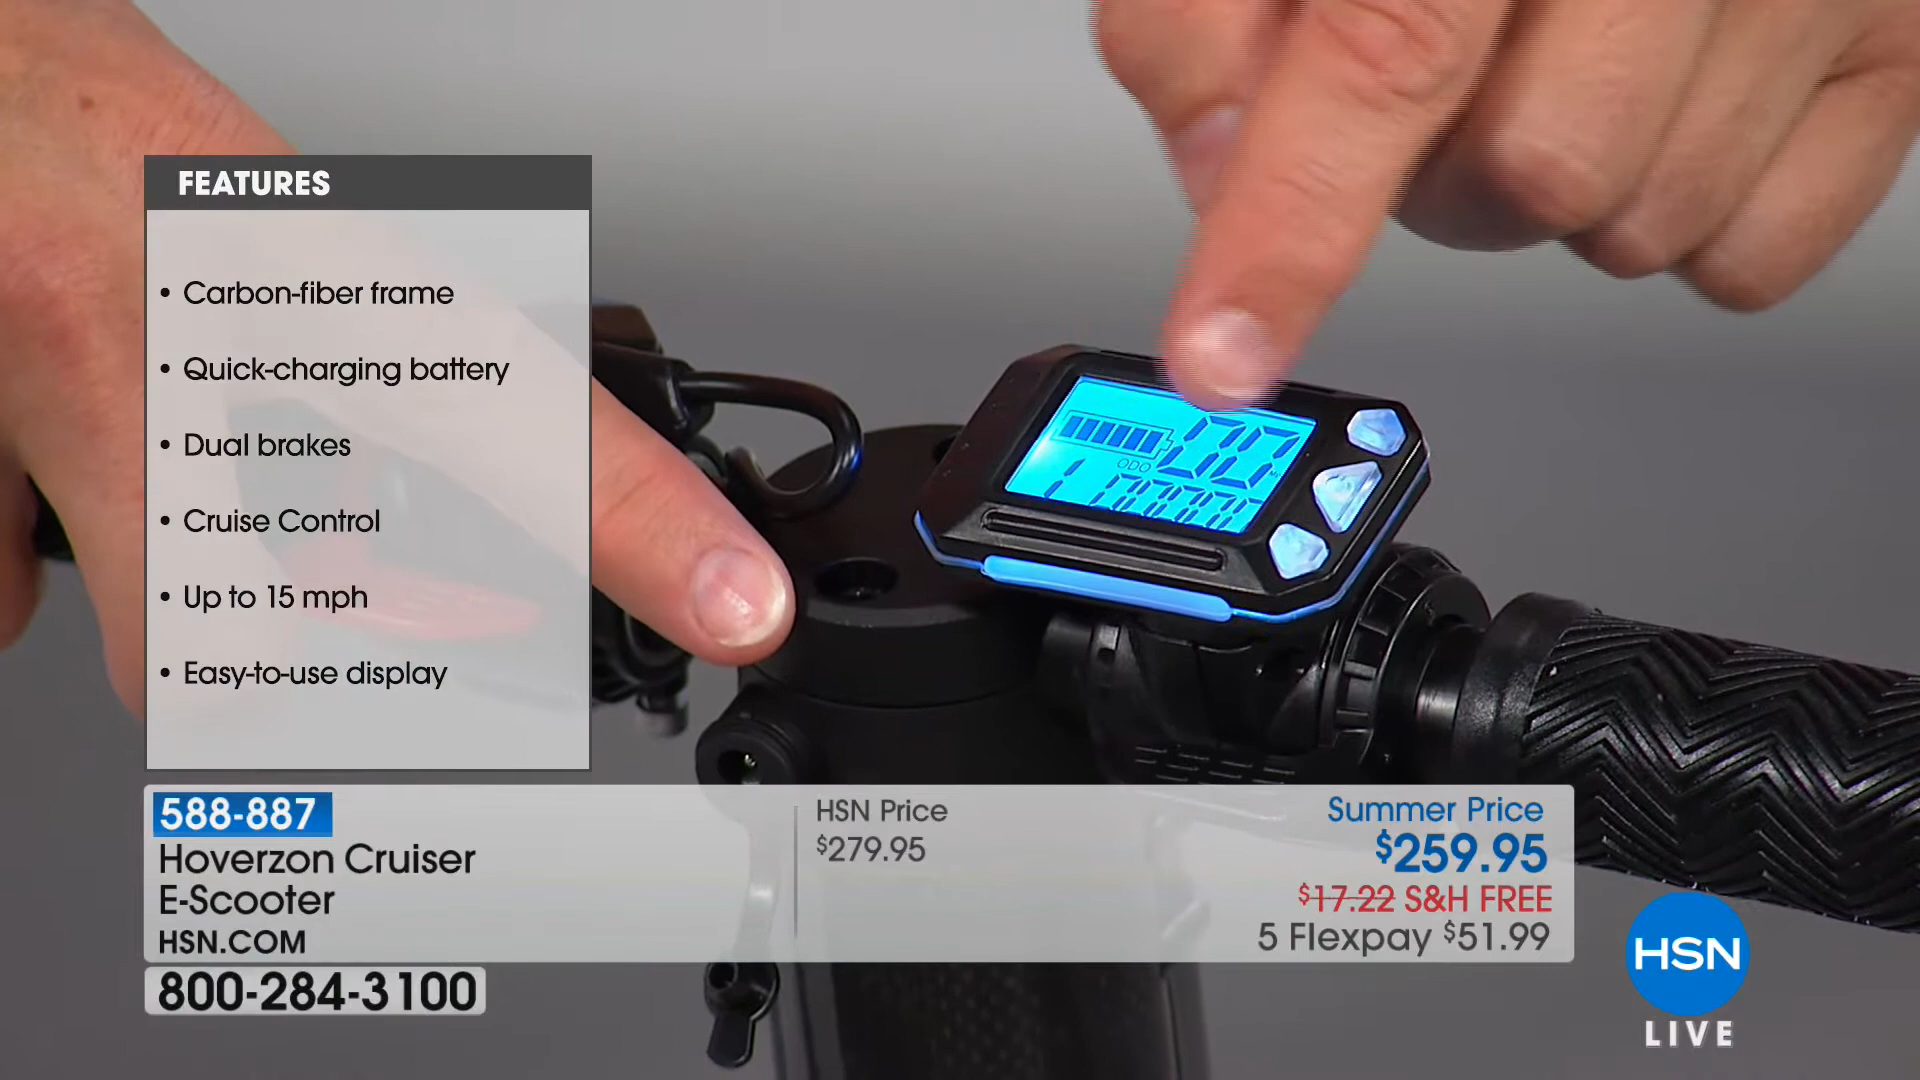 FEATURES
• Carbon-fiber frame
• Quick-charging battery
• Dual brakes
• Cruise Control
• Up to 15 mph
• Easy-to-use display
ODO
588-887
Hoverzon Cruiser
E-Scooter
HSN.COM
800-284-3100
HSN Price
$279.95
Summer Price
$259.95
$17.22 S&H FREE
5 Flexpay $51.99
HSN
LIVE